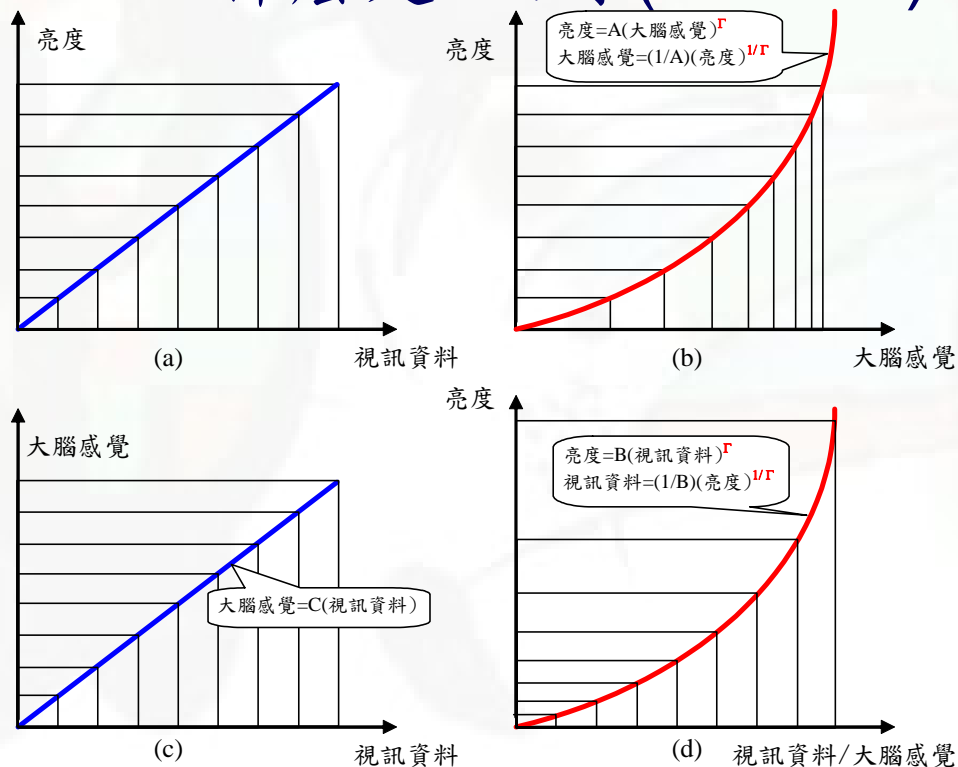 亮度
視訊資料
(a)
亮度
亮度=A(大腦感覺)^Γ
大腦感覺=(1/A)(亮度)^1/Γ
大腦感覺
(b)
大腦感覺
大腦感覺=C(視訊資料)
視訊資料
(c)
亮度
亮度=B(視訊資料)^Γ
視訊資料=(1/B)(亮度)^1/Γ
視訊資料/大腦感覺
(d)